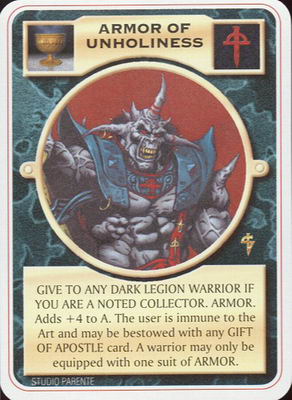 ARMOR OF
UNHOLINESS
GIVE TO ANY DARK LEGION WARRIOR IF
YOU ARE A NOTED COLLECTOR. ARMOR.
Adds +4 to A. The user is immune to the
Art and may be bestowed with any GIFT
OF APOSTLE card. A warrior may only be
equipped with one suit of ARMOR.
STUDIO PARENTE